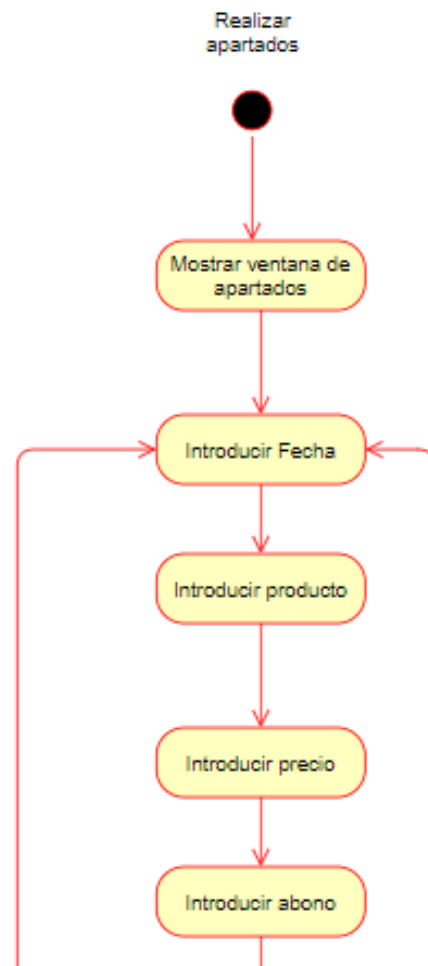 Realizar
apartados
Mostrar ventana de
apartados
Introducir Fecha
Introducir producto
Introducir precio
Introducir abono